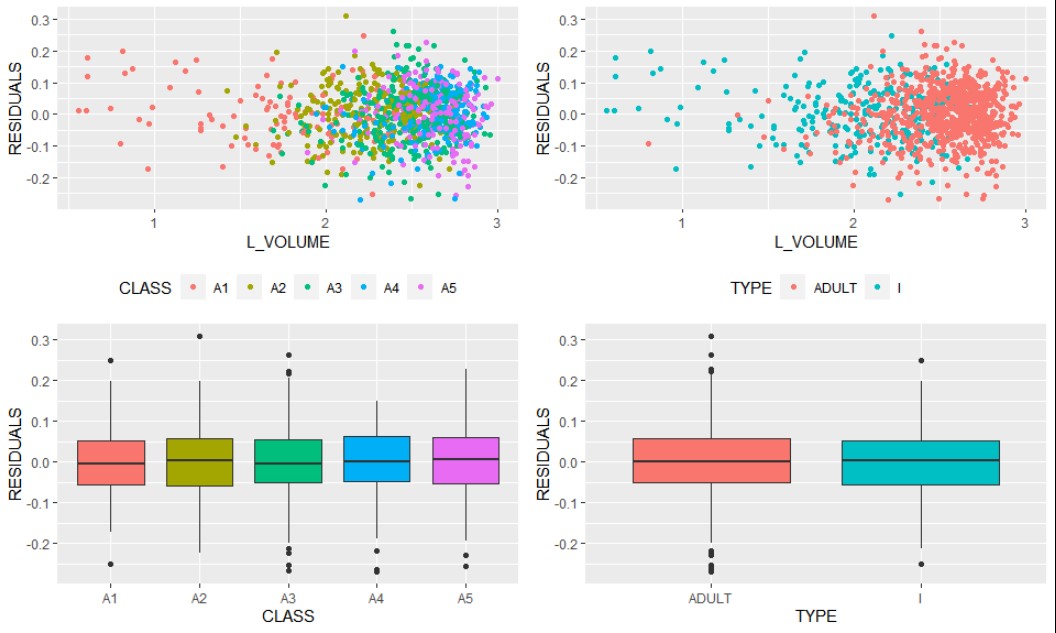 0.3
0.2
0.1
0.0
-0.1
-0.2
RESIDUALS
1 2 3
L_VOLUME
CLASS A1 A2 A3 A4 A5
0.3
0.2
0.1
0.0
-0.1
-0.2
RESIDUALS
1 2 3
L_VOLUME
TYPE ADULT I
0.3
0.2
0.1
0.0
-0.1
-0.2
RESIDUALS
A1 A2 A3 A4 A5
CLASS
0.3
0.2
0.1
0.0
-0.1
-0.2
RESIDUALS
ADULT I
TYPE